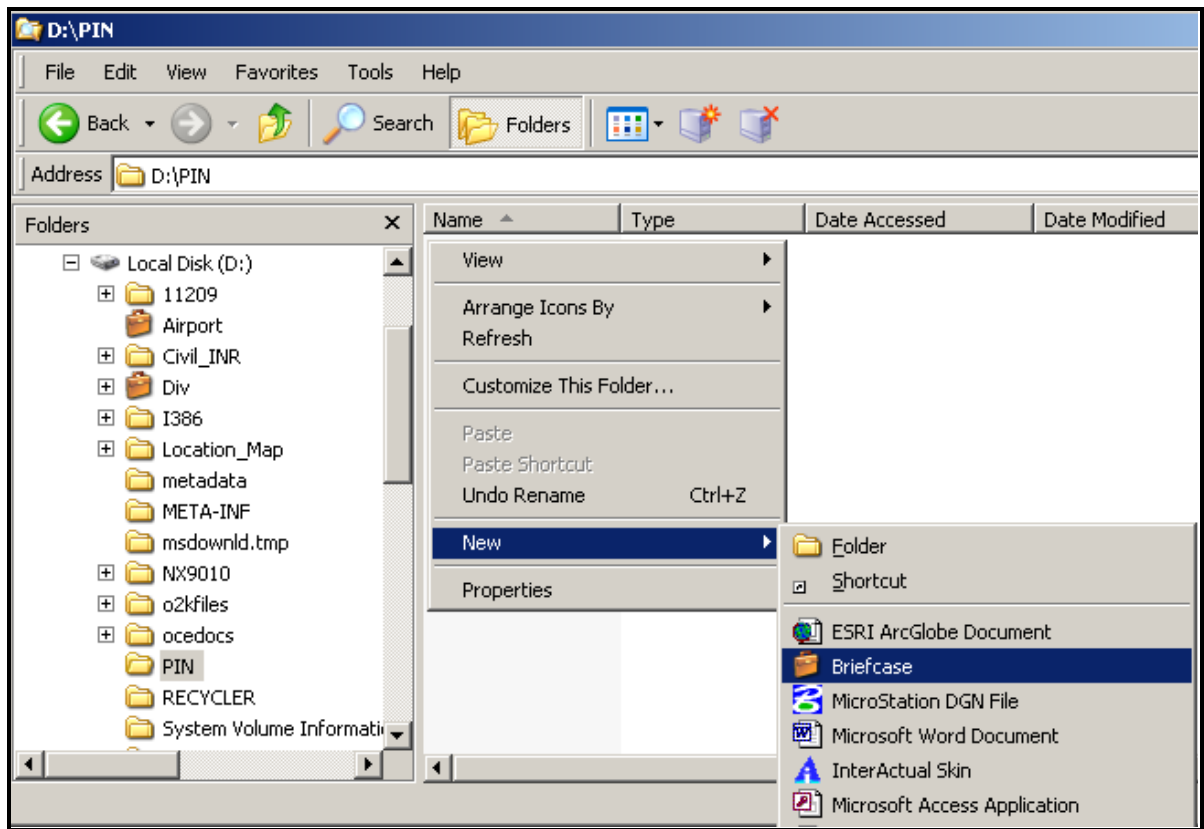 D:\PIN
File Edit View Favorites Tools Help
Back Search Folders
Address D:\PIN
Folders
Local Disk (D:)
11209
Airport
Civil_INR
Div
I386
Location_Map
metadata
META-INF
msdownld.tmp
NX9010
o2kfiles
ocedocs
PIN
RECYCLER
System Volume Informati
Name Type Date Accessed Date Modified
View
Arrange Icons By
Refresh
Customize This Folder...
Paste
Paste Shortcut
Undo Rename Ctrl+Z
New
Properties
Folder
Shortcut
ESRI ArcGlobe Document
Briefcase
MicroStation DGN File
Microsoft Word Document
InterActual Skin
Microsoft Access Application